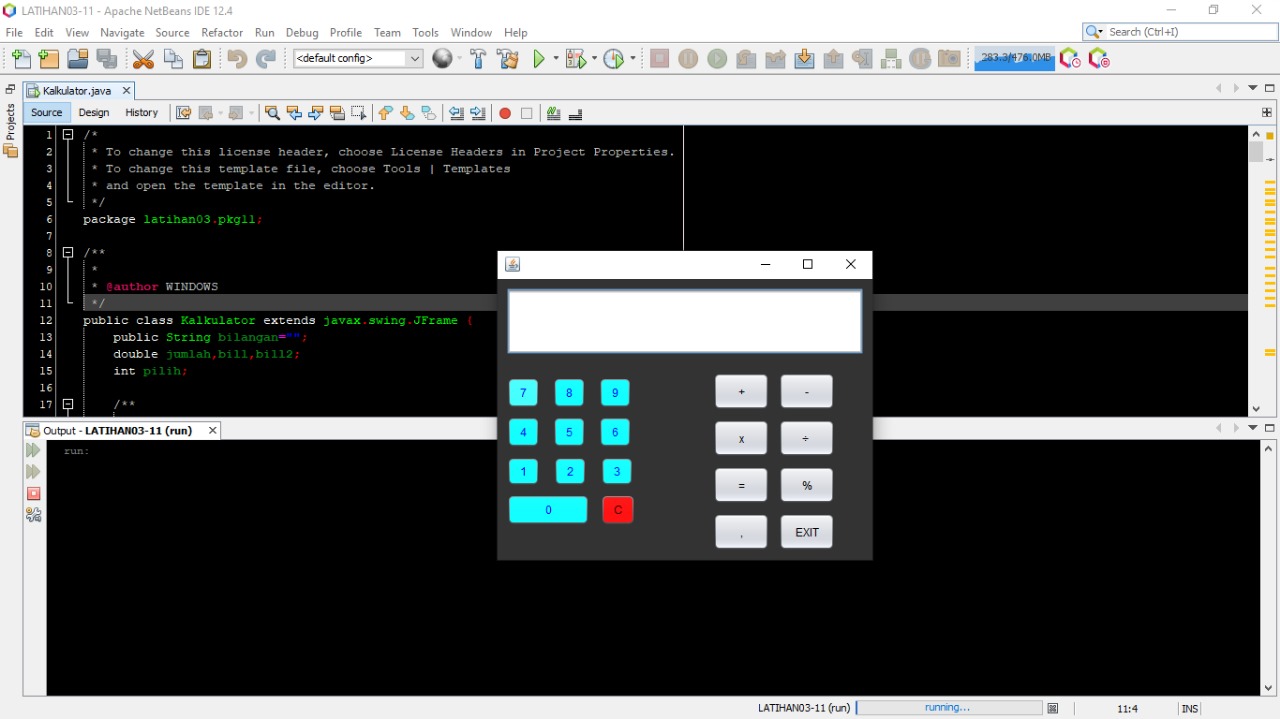 LATIHAN03-11 - Apache NetBeans IDE 12.4
File Edit View Navigate Source Refactor Run Debug Profile Team Tools Window Help
Search (Ctrl+I)
<default config>
283.3/476.0MB
Projects
Kalkulator.java
Source Design History
1 /*
2 * To change this license header, choose License Headers in Project Properties.
3 * To change this template file, choose Tools | Templates
4 * and open the template in the editor.
5 */
6 package latihan03.pkg11;
7
8 /**
9 *
10 * @author WINDOWS
11 */
12 public class Kalkulator extends javax.swing.JFrame {
13 public String bilangan="";
14 double jumlah,bill,bill2;
15 int pilih;
16
17 /**
7 8 9 + -
4 5 6 x ÷
1 2 3 = %
0 C , EXIT
Output - LATIHAN03-11 (run)
run:
LATIHAN03-11 (run) running... 11:4 INS